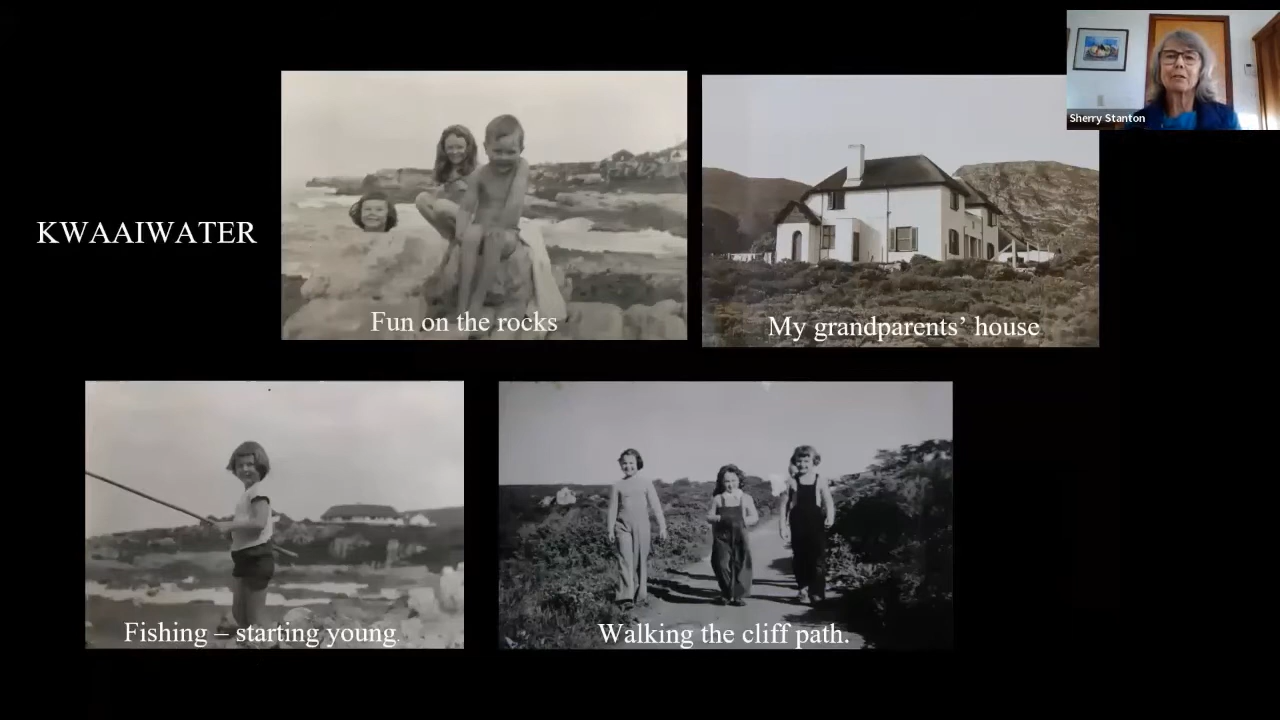 Sherry Stanton
KWAAIWATER
Fun on the rocks
My grandparents’ house
Fishing – starting young.
Walking the cliff path.